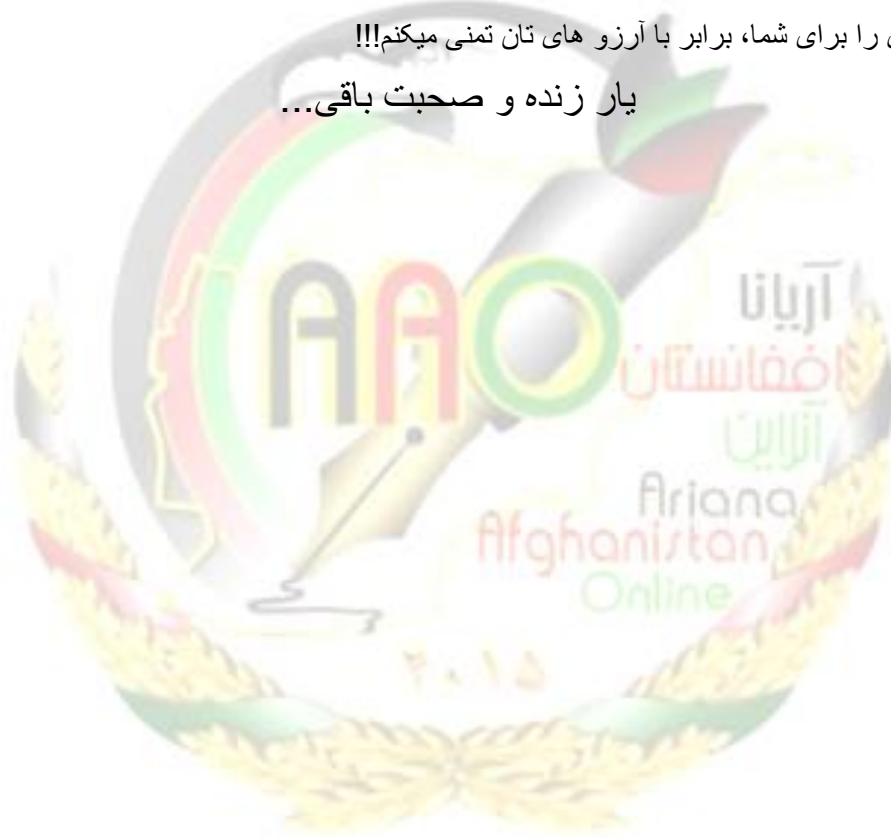 را برای شما، برابر با آرزو های تان تمنی میکنم!!!
یار زنده و صحبت باقی...
AAO
آریانا
افغانستان
آنلاین
Ariana
Afghanistan
Online
۲۰۱۵